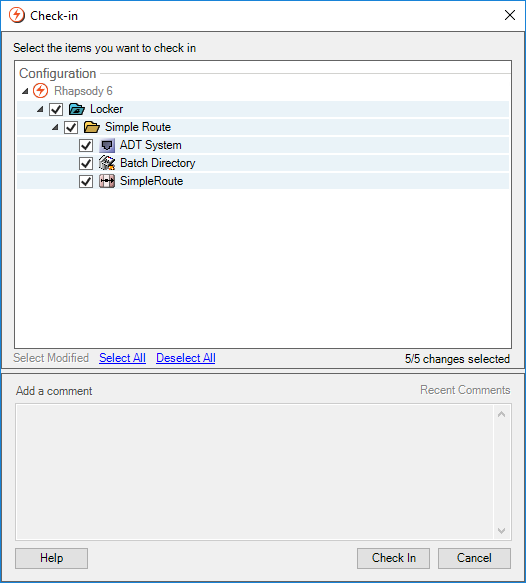 Check-in
Select the items you want to check in
Configuration
Rhapsody 6
Locker
Simple Route
ADT System
Batch Directory
SimpleRoute
Select Modified Select All Deselect All 5/5 changes selected
Add a comment Recent Comments
Help Check In Cancel